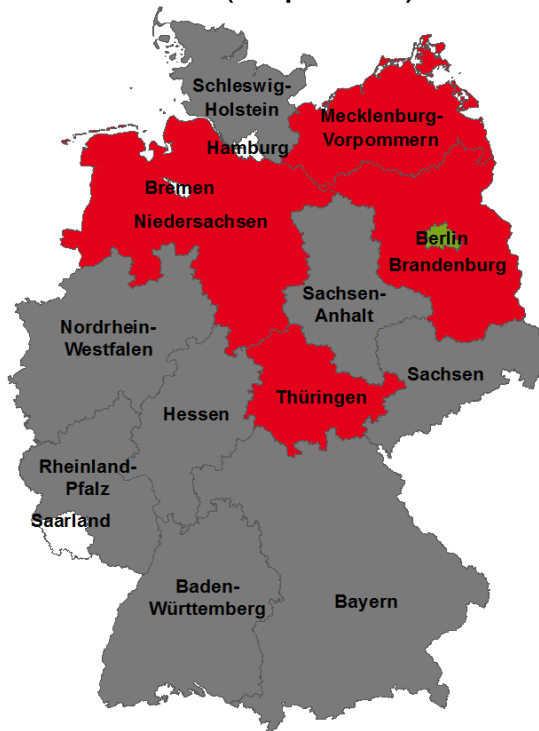 Schleswig-
Holstein
Mecklenburg-
Vorpommern
Hamburg
Bremen
Niedersachsen
Berlin
Brandenburg
Sachsen-
Anhalt
Nordrhein-
Westfalen
Sachsen
Thüringen
Hessen
Rheinland-
Pfalz
Saarland
Baden-
Württemberg
Bayern